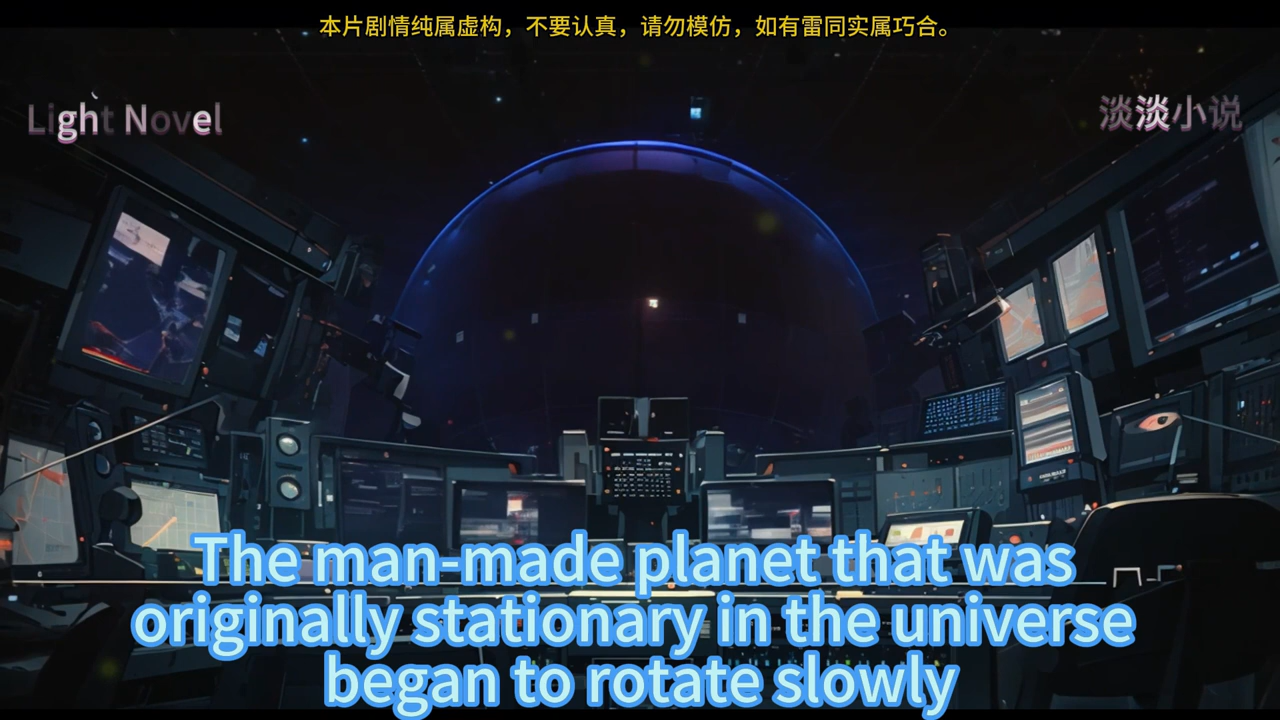 本片剧情纯属虚构，不要认真，请勿模仿，如有雷同实属巧合。
Light Novel
淡淡小说
The man-made planet that was
originally stationary in the universe
began to rotate slowly